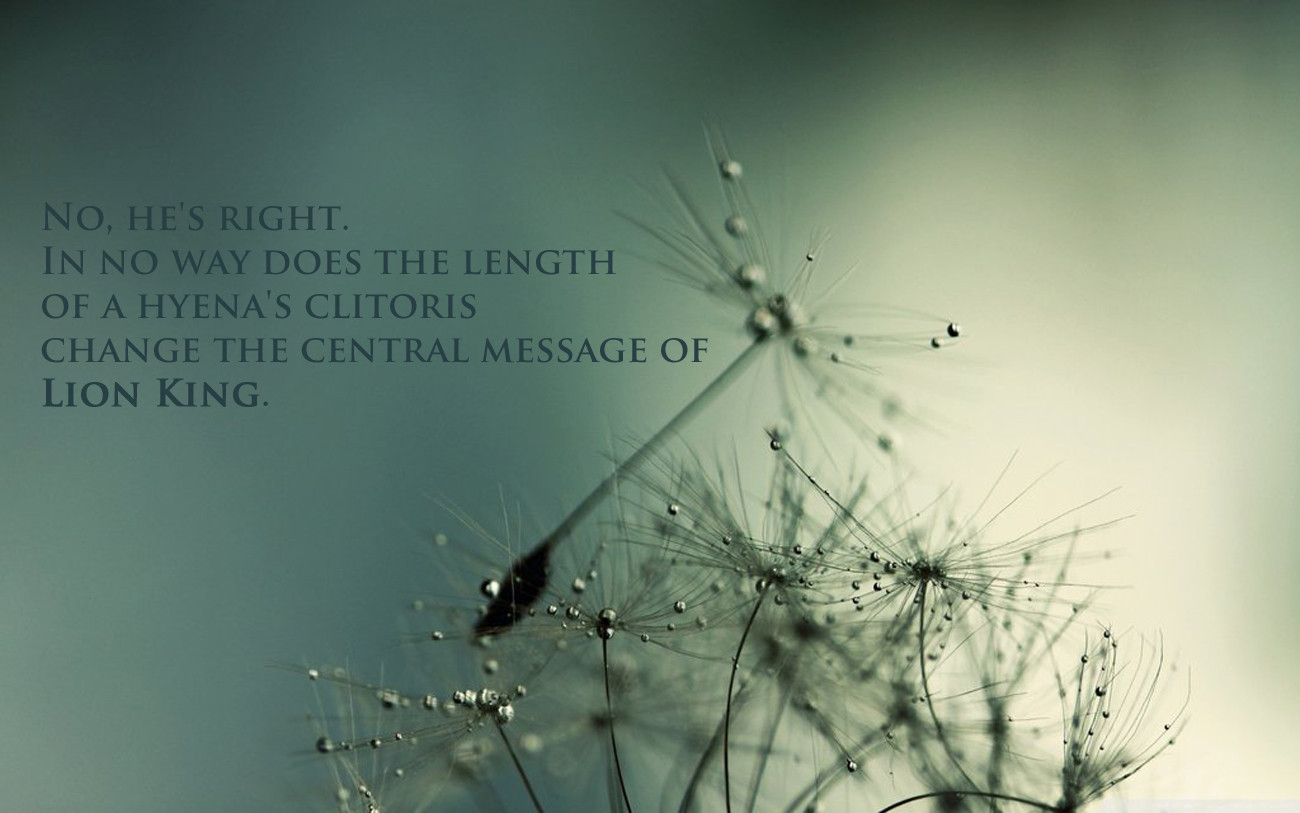 No, he's right.
In no way does the length
of a hyena's clitoris
change the central message of
Lion King.